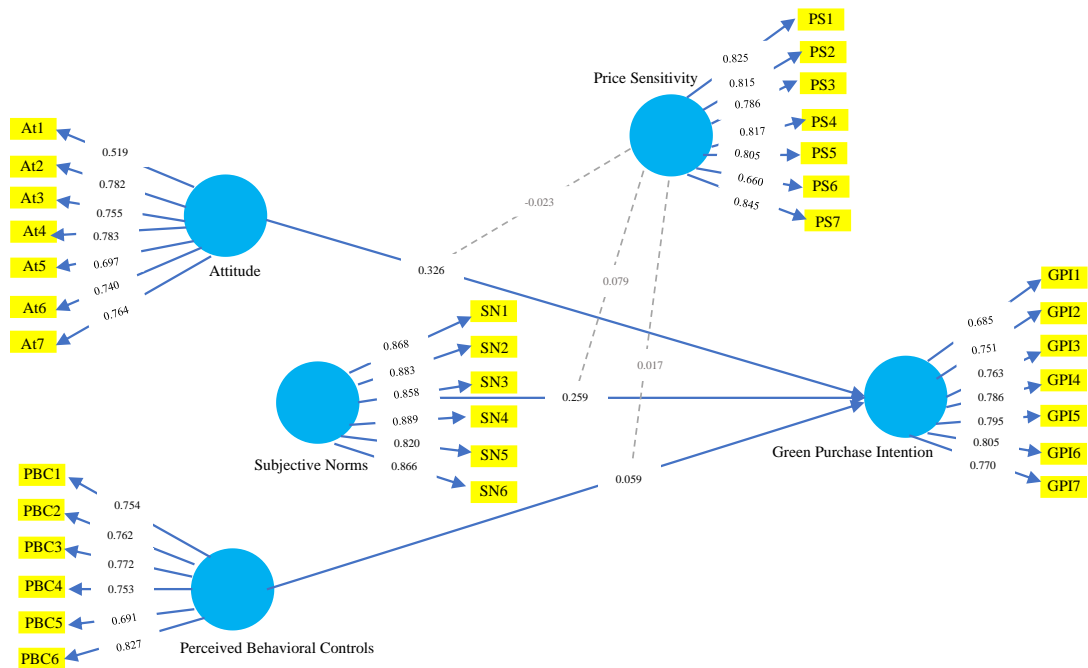 PS1
PS2
PS3
PS4
PS5
PS6
PS7
0.825
0.815
0.786
0.817
0.805
0.660
0.845
Price Sensitivity
At1
At2
At3
At4
At5
At6
At7
0.519
0.782
0.755
0.783
0.697
0.740
0.764
Attitude
-0.023
0.326
0.079
0.017
SN1
SN2
SN3
SN4
SN5
SN6
0.868
0.883
0.858
0.889
0.820
0.866
Subjective Norms
0.259
0.059
GPI1
GPI2
GPI3
GPI4
GPI5
GPI6
GPI7
0.685
0.751
0.763
0.786
0.795
0.805
0.770
Green Purchase Intention
PBC1
PBC2
PBC3
PBC4
PBC5
PBC6
0.754
0.762
0.772
0.753
0.691
0.827
Perceived Behavioral Controls